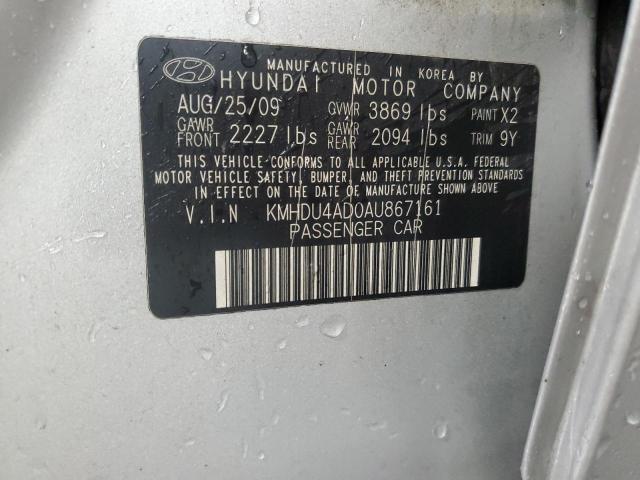 MANUFACTURED IN KOREA BY
HYUNDAI MOTOR COMPANY
AUG/25/09 GVWR 3869 lbs PAINT X2
GAWR FRONT 2227 lbs GAWR REAR 2094 lbs TRIM 9Y
THIS VEHICLE CONFORMS TO ALL APPLICABLE U.S.A. FEDERAL
MOTOR VEHICLE SAFETY, BUMPER, AND THEFT PREVENTION STANDARDS
IN EFFECT ON THE DATE OF MANUFACTURE SHOWN ABOVE.
V.I.N KMHDU4AD0AU867161
PASSENGER CAR